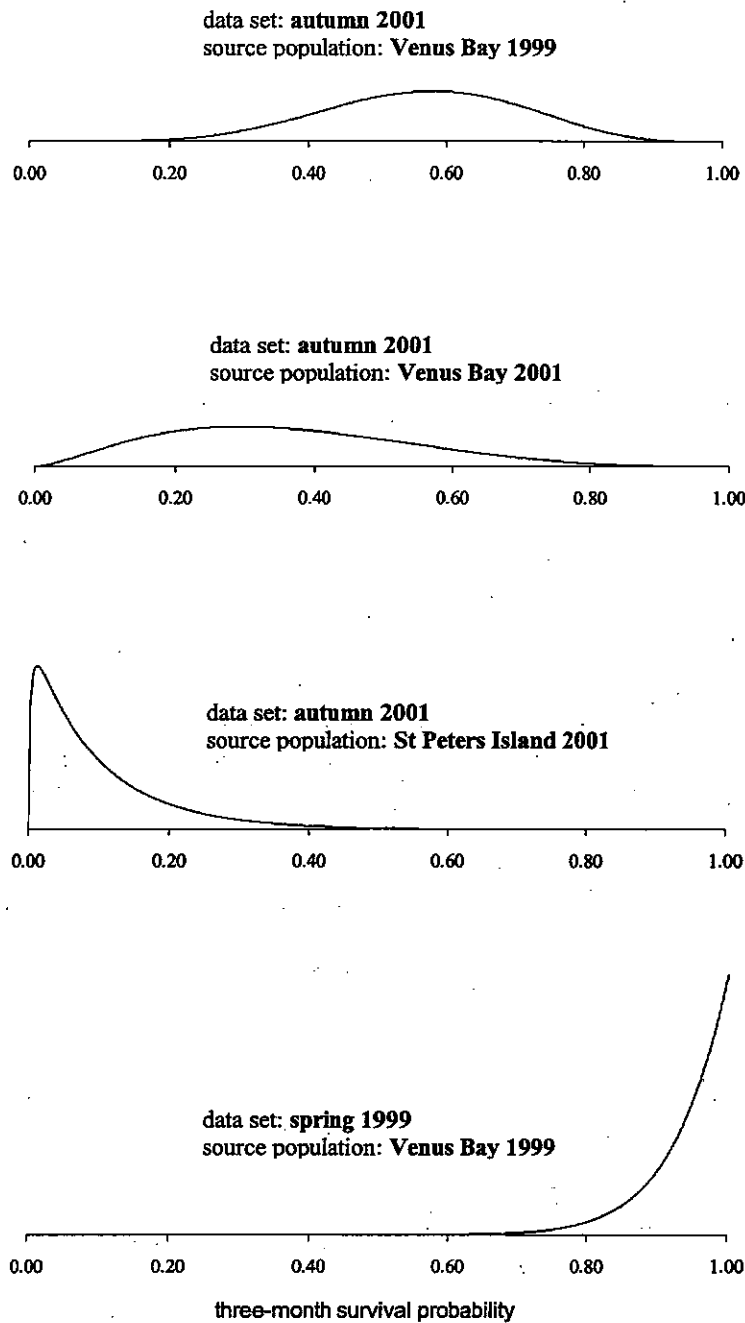 data set: autumn 2001
source population: Venus Bay 1999
0.00 0.20 0.40 0.60 0.80 1.00
data set: autumn 2001
source population: Venus Bay 2001
0.00 0.20 0.40 0.60 0.80 1.00
data set: autumn 2001
source population: St Peters Island 2001
0.00 0.20 0.40 0.60 0.80 1.00
data set: spring 1999
source population: Venus Bay 1999
0.00 0.20 0.40 0.60 0.80 1.00
three-month survival probability